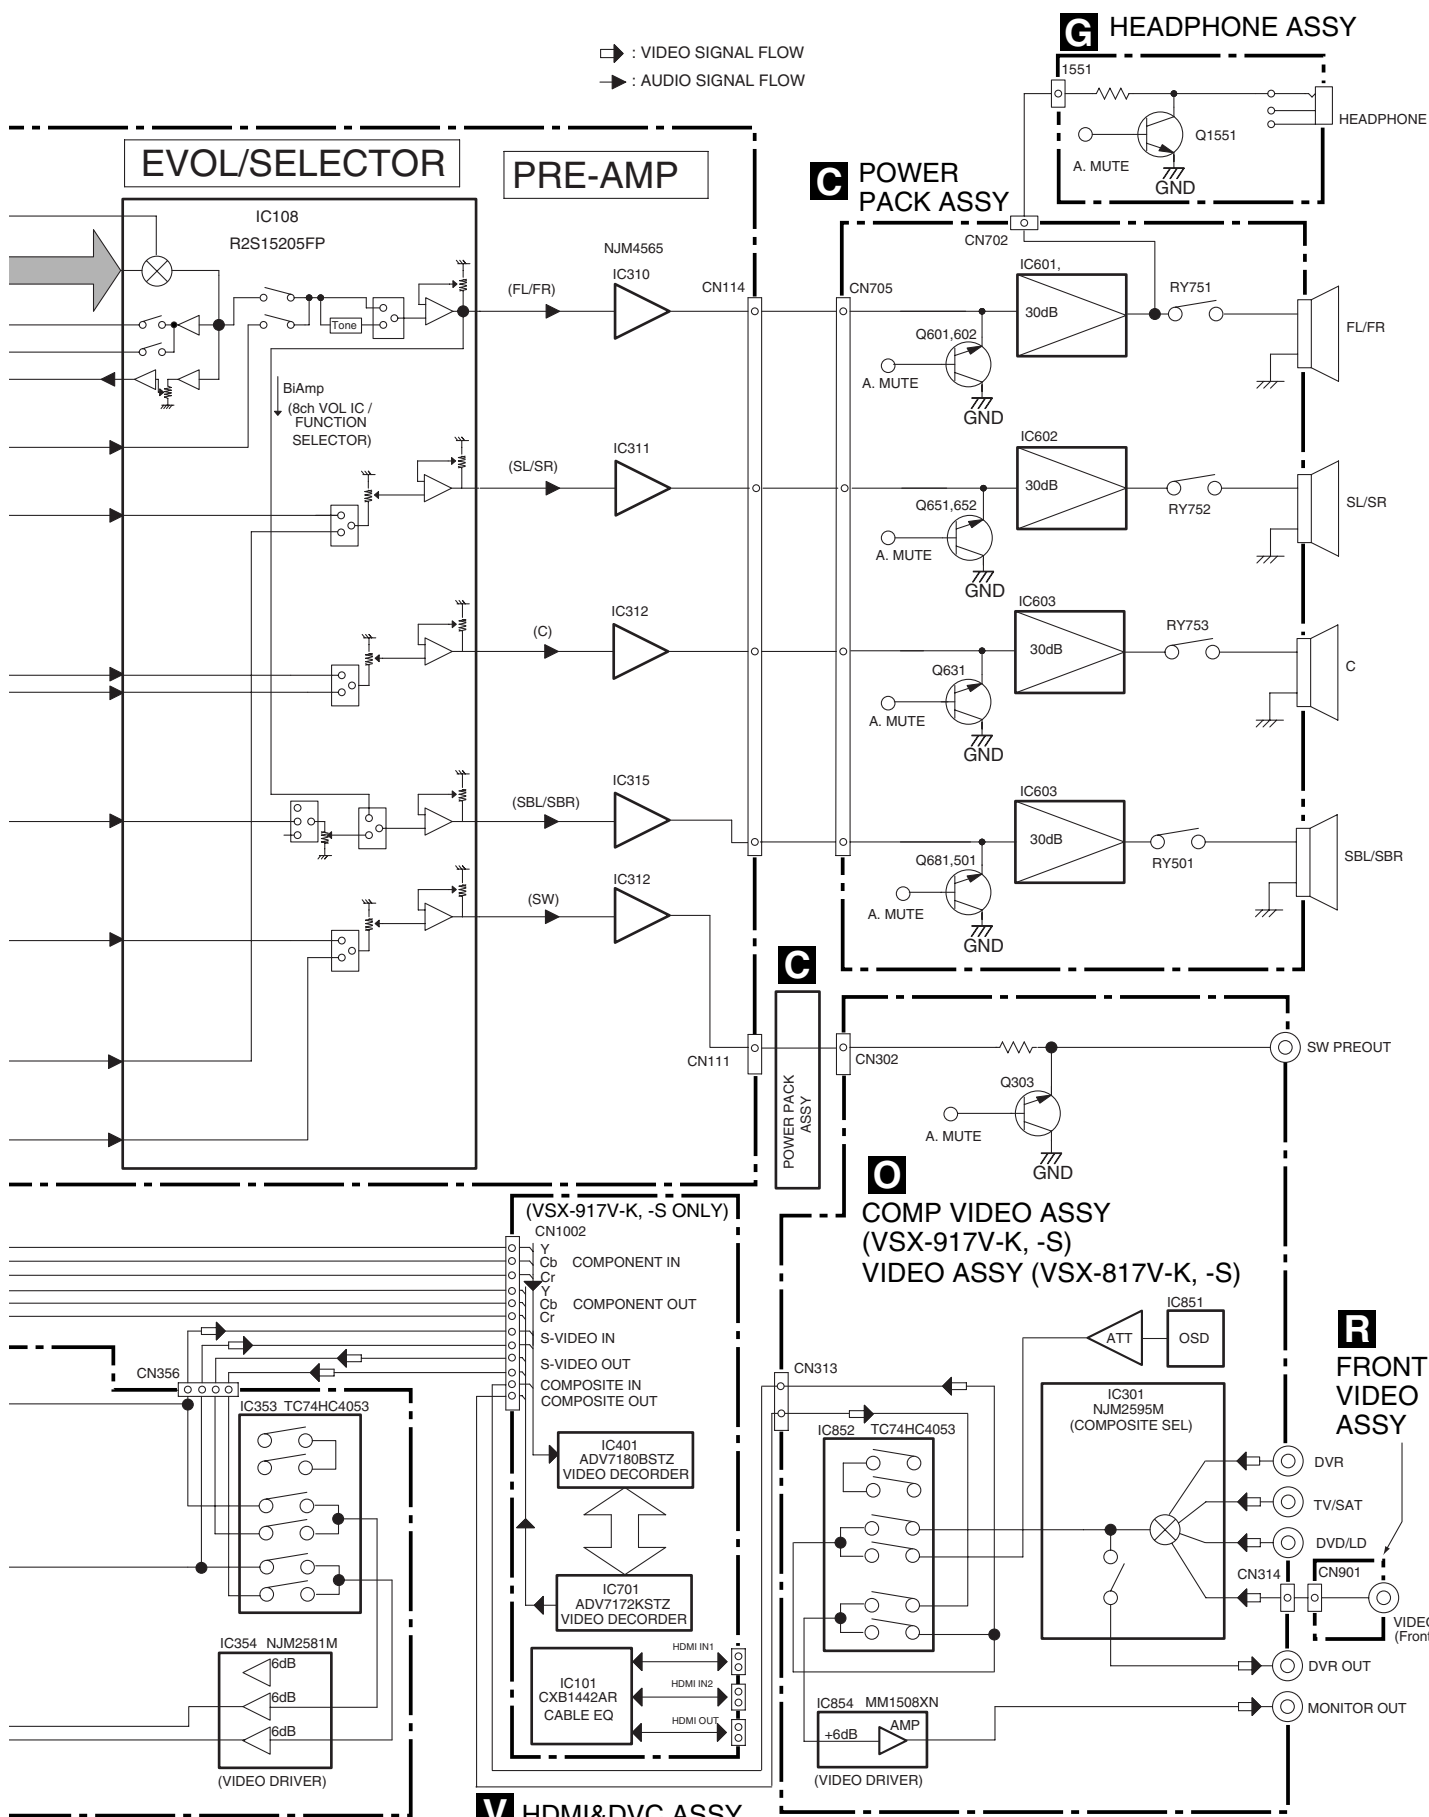 G HEADPHONE ASSY
: VIDEO SIGNAL FLOW
: AUDIO SIGNAL FLOW
1551
Q1551
HEADPHONE
A. MUTE
GND
EVOL/SELECTOR
PRE-AMP
C POWER
PACK ASSY
IC108
R2S15205FP
NJM4565
IC310
(FL/FR)
CN114
CN705
CN702
IC601,
30dB
RY751
FL/FR
Tone
Q601,602
A. MUTE
GND
BiAmp
(8ch VOL IC /
FUNCTION
SELECTOR)
(SL/SR)
IC311
IC602
30dB
RY752
SL/SR
Q651,652
A. MUTE
GND
(C)
IC312
IC603
30dB
RY753
C
Q631
A. MUTE
GND
(SBL/SBR)
IC315
IC603
30dB
RY501
SBL/SBR
Q681,501
A. MUTE
GND
(SW)
IC312
C
CN111
POWER PACK
ASSY
CN302
SW PREOUT
Q303
A. MUTE
GND
O
COMP VIDEO ASSY
(VSX-917V-K, -S)
VIDEO ASSY (VSX-817V-K, -S)
(VSX-917V-K, -S ONLY)
CN1002
Y
Cb COMPONENT IN
Cr
Y
Cb COMPONENT OUT
Cr
S-VIDEO IN
S-VIDEO OUT
COMPOSITE IN
COMPOSITE OUT
IC851
ATT
OSD
R
FRONT
VIDEO
ASSY
CN356
IC353 TC74HC4053
CN313
IC301
NJM2595M
(COMPOSITE SEL)
IC852 TC74HC4053
IC401
ADV7180BSTZ
VIDEO DECORDER
DVR
TV/SAT
DVD/LD
CN314
CN901
IC701
ADV7172KSTZ
VIDEO DECORDER
VIDEO
(Front
IC354 NJM2581M
6dB
6dB
6dB
(VIDEO DRIVER)
IC101
CXB1442AR
CABLE EQ
HDMI IN1
HDMI IN2
HDMI OUT
DVR OUT
IC854 MM1508XN
+6dB
AMP
(VIDEO DRIVER)
MONITOR OUT
V HDMI&DVC ASSY